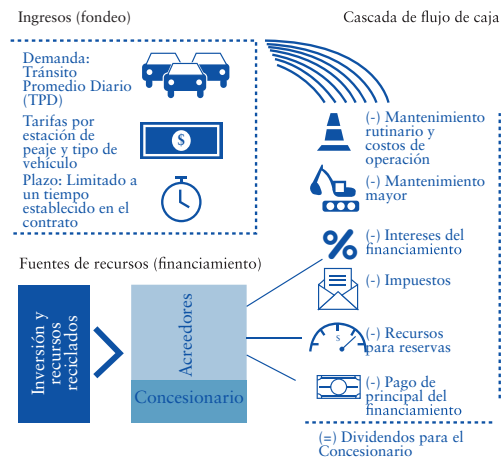 Ingresos (fondeo)
Demanda:
Tránsito
Promedio Diario
(TPD)
Tarifas por
estación de
peaje y tipo de
vehículo
$
Plazo: Limitado a
un tiempo
establecido en el
contrato
Fuentes de recursos (financiamiento)
Inversión y
recursos
reciclados
Acreedores
Concesionario
Cascada de flujo de caja
(-) Mantenimiento
rutinario y
costos de
operación
(-) Mantenimiento
mayor
%
(-) Intereses del
financiamiento
(-) Impuestos
$
(-) Recursos
para reservas
(-) Pago de
principal del
financiamiento
(=) Dividendos para el
Concesionario